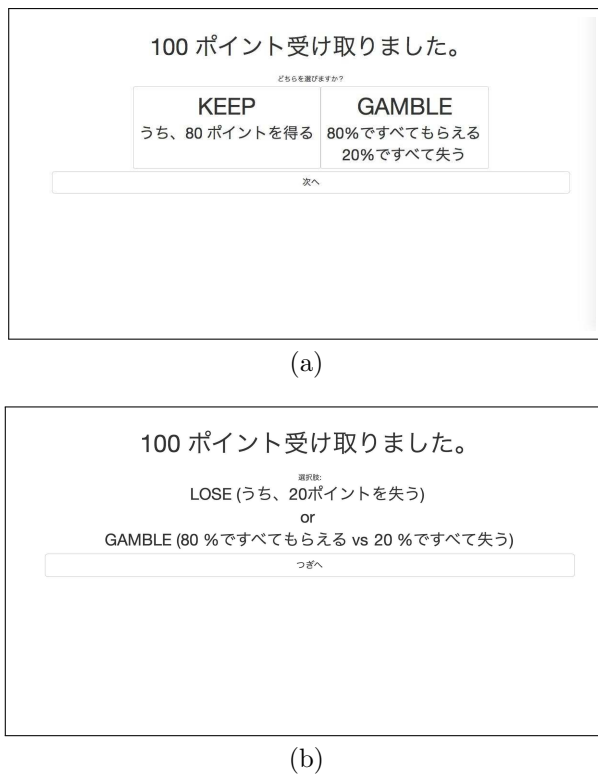 100 ポイント受け取りました。
どちらを選びますか？
KEEP
うち、80 ポイントを得る
GAMBLE
80%ですべてもらえる
20%ですべて失う
次へ
(a)
100 ポイント受け取りました。
選択肢:
LOSE (うち、20ポイントを失う)
or
GAMBLE (80 %ですべてもらえる vs 20 %ですべて失う)
つぎへ
(b)